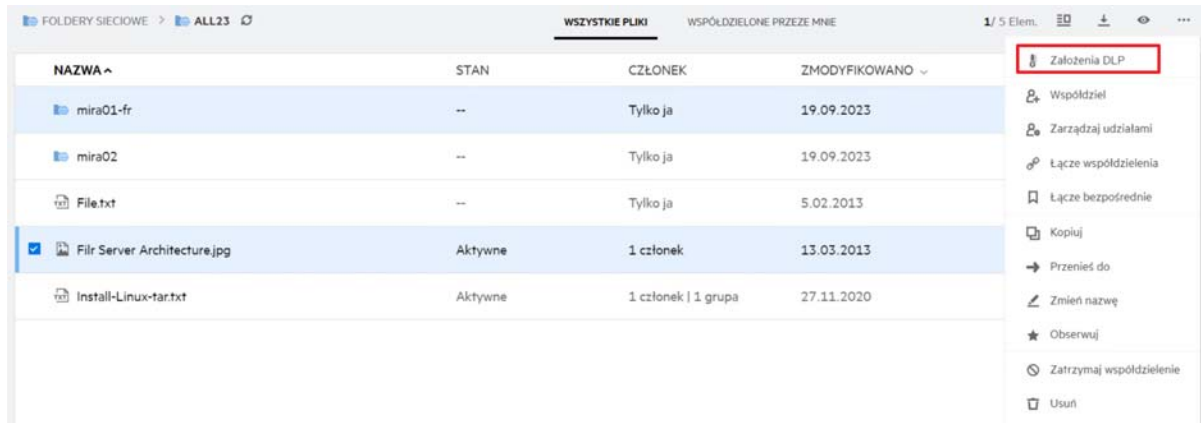 FOLDERY SIECIOWE > ALL23
WSZYSTKIE PLIKI
WSPÓŁDZIELONE PRZEZE MNIE
1/ 5 Elem.
NAZWA STAN CZŁONEK ZMODYFIKOWANO
mira01-fr -- Tylko ja 19.09.2023
mira02 -- Tylko ja 19.09.2023
TXT File.txt -- Tylko ja 5.02.2013
Filr Server Architecture.jpg Aktywne 1 członek 13.03.2013
TXT Install-Linux-tar.txt Aktywne 1 członek | 1 grupa 27.11.2020
Założenia DLP
Współdziel
Zarządzaj udziałami
Łącze współdzielenia
Łącze bezpośrednie
Kopiuj
Przenieś do
Zmień nazwę
Obserwuj
Zatrzymaj współdzielenie
Usuń